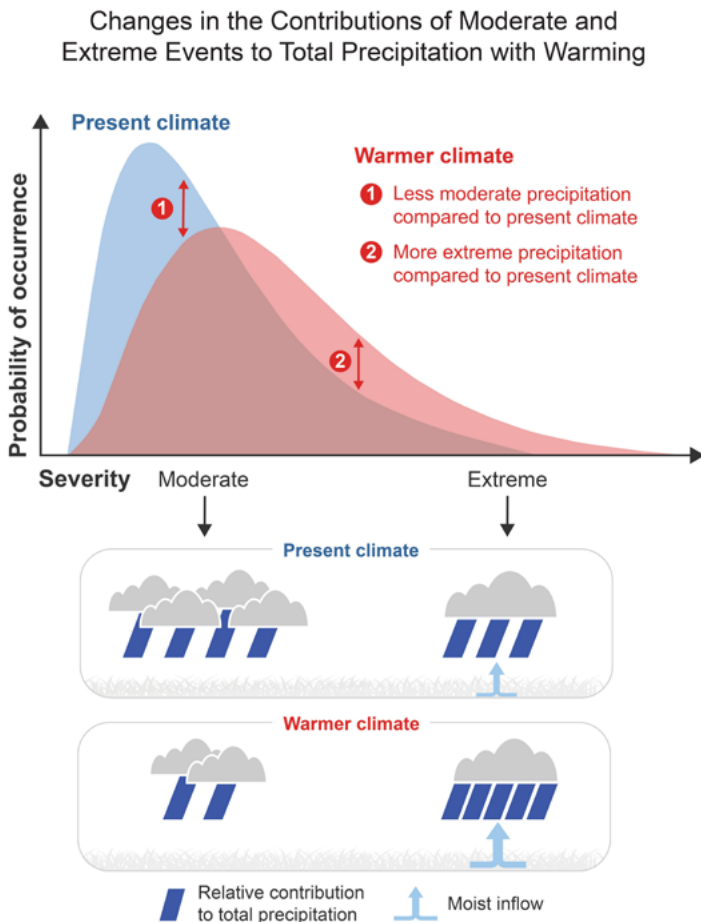 Changes in the Contributions of Moderate and
Extreme Events to Total Precipitation with Warming
Present climate
Warmer climate
1 Less moderate precipitation
compared to present climate
2 More extreme precipitation
compared to present climate
1
2
Probability of occurrence
Severity
Moderate
Extreme
Present climate
Warmer climate
Relative contribution
to total precipitation
Moist inflow